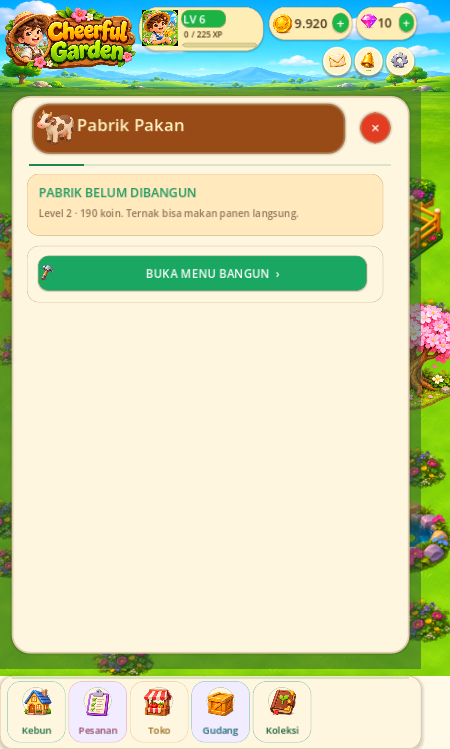 Cheerful
Garden
LV 6
0 / 225 XP
9.920 +
10 +
Pabrik Pakan
×
PABRIK BELUM DIBANGUN
Level 2 · 190 koin. Ternak bisa makan panen langsung.
BUKA MENU BANGUN ›
Kebun Pesanan Toko Gudang Koleksi